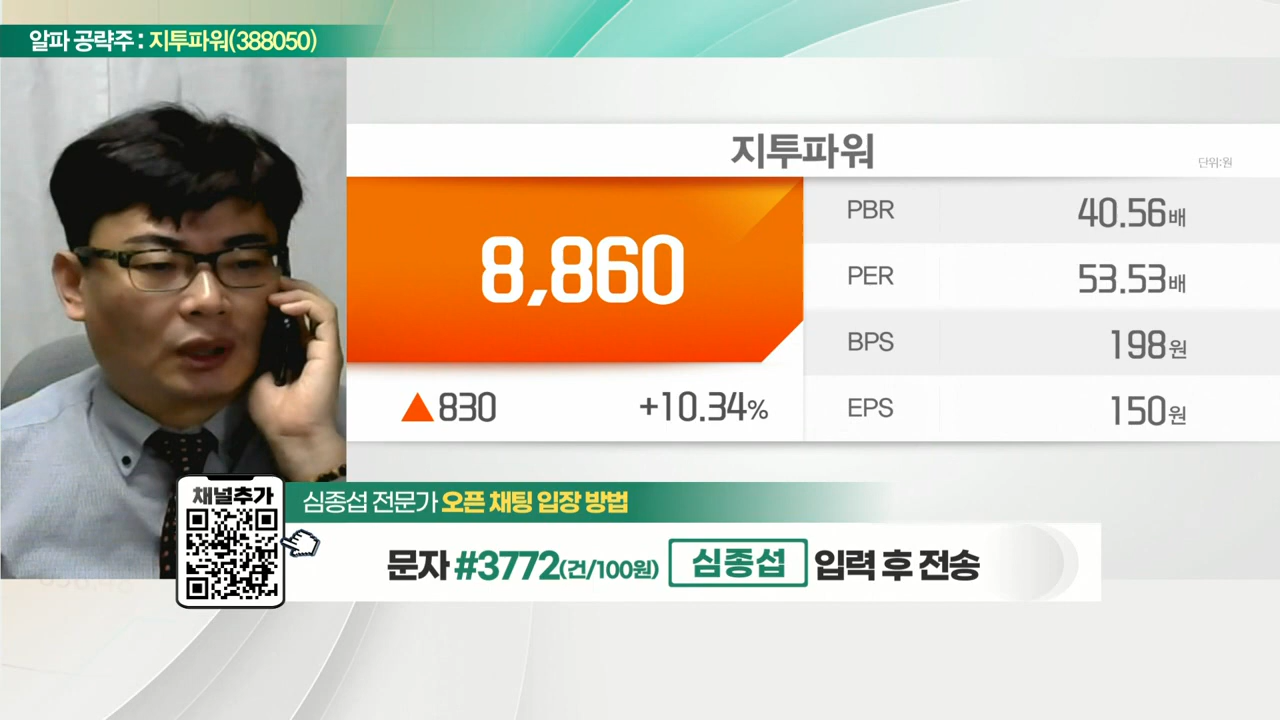 알파 공략주 : 지투파워(388050)
지투파워
단위:원
8,860
▲830 +10.34%
PBR 40.56배
PER 53.53배
BPS 198원
EPS 150원
채널추가
심종섭 전문가 오픈 채팅 입장 방법
문자 #3772(건/100원) 심종섭 입력 후 전송